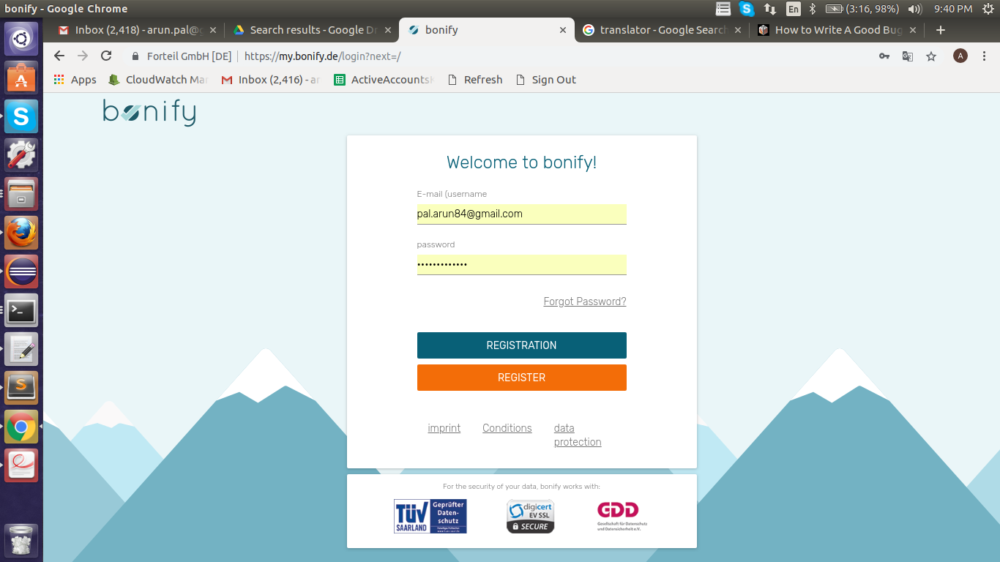 bonify - Google Chrome
En
(3:16, 98%)
9:40 PM
Inbox (2,418) - arun.pal@g
Search results - Google Dr
bonify
translator - Google Search
How to Write A Good Bug
Forteil GmbH [DE]
https://my.bonify.de/login?next=/
A
Apps
CloudWatch Mar
Inbox (2,416) - ar
ActiveAccountsH
Refresh
Sign Out
bonify
Welcome to bonify!
E-mail (username
pal.arun84@gmail.com
password
•••••••••••••
Forgot Password?
REGISTRATION
REGISTER
imprint
Conditions
data
protection
For the security of your data, bonify works with:
TÜV
SAARLAND
Geprüfter
Daten-
schutz
digicert
EV SSL
SECURE
GDD
Gesellschaft für Datenschutz
und Datensicherheit e.V.